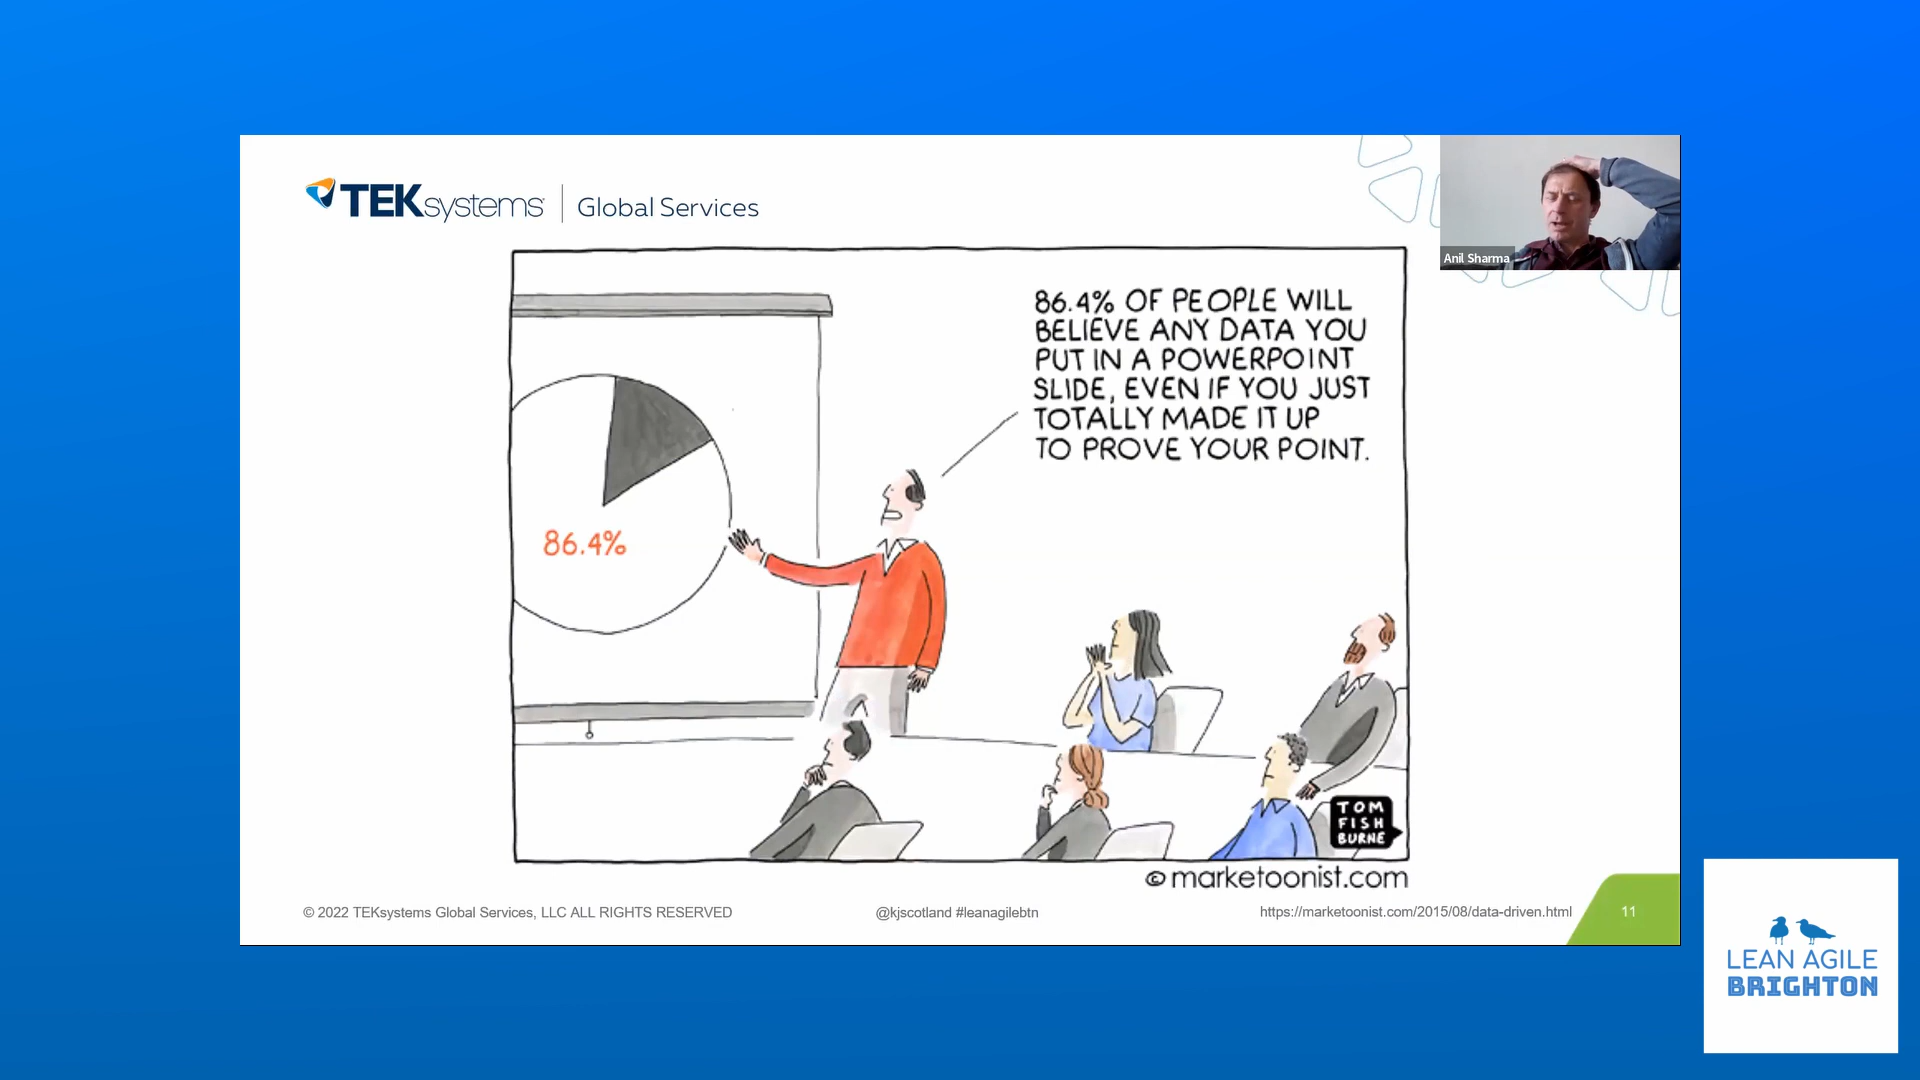 TEKsystems | Global Services
Anil Sharma
86.4% OF PEOPLE WILL
BELIEVE ANY DATA YOU
PUT IN A POWERPOINT
SLIDE, EVEN IF YOU JUST
TOTALLY MADE IT UP
TO PROVE YOUR POINT.
86.4%
TOM
FISH
BURNE
© marketoonist.com
© 2022 TEKsystems Global Services, LLC ALL RIGHTS RESERVED
@kjscotland #leanagilebtn
https://marketoonist.com/2015/08/data-driven.html
11
LEAN AGILE
BRIGHTON